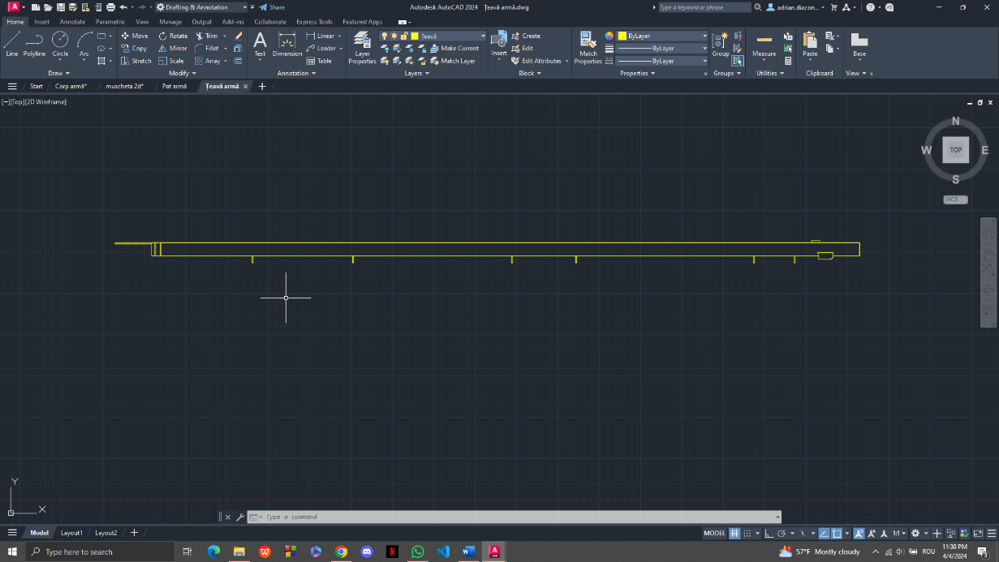 Drafting & Annotation Share Autodesk AutoCAD 2024 Țeavă armă.dwg Type a keyword or phrase adrian.diacon...
Home Insert Annotate Parametric View Manage Output Add-ins Collaborate Express Tools Featured Apps
Line Polyline Circle Arc
Move Rotate Trim
Copy Mirror Fillet
Stretch Scale Array
Text Dimension
Linear
Leader
Table
Layer Properties
Țeavă
Make Current
Match Layer
Insert
Create
Edit
Edit Attributes
Match Properties
ByLayer
ByLayer
ByLayer
Group
Measure
Paste
Base
Draw Modify Annotation Layers Block Properties Groups Utilities Clipboard View
Start Corp armă* muscheta 2d* Pat armă Țeavă armă
[−][Top][2D Wireframe]
N
W TOP E
S
WCS
Y
X
Type a command
Model Layout1 Layout2 MODEL 1:1
Type here to search
57°F Mostly cloudy ROU 11:30 PM
4/4/2024
3